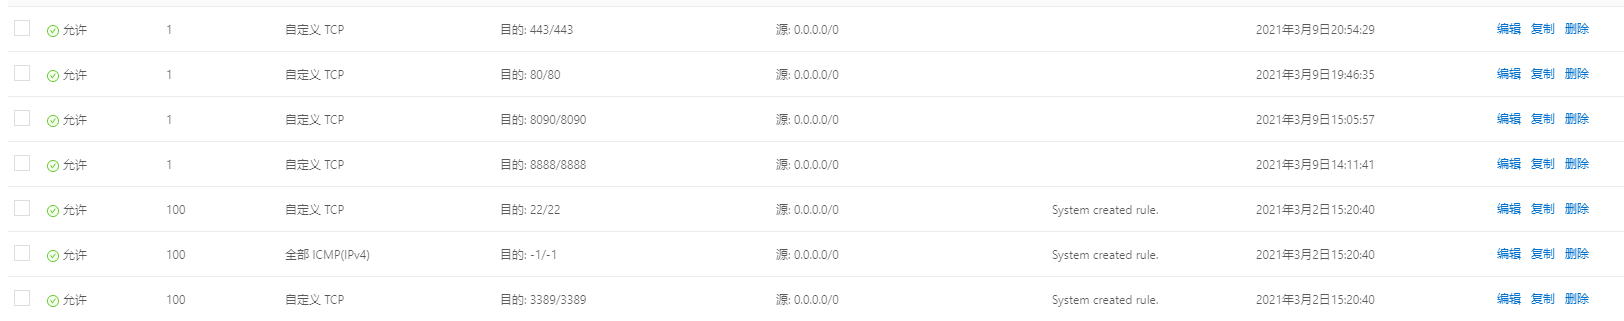 允许 1 自定义 TCP 目的: 443/443 源: 0.0.0.0/0 2021年3月9日20:54:29 编辑 复制 删除
允许 1 自定义 TCP 目的: 80/80 源: 0.0.0.0/0 2021年3月9日19:46:35 编辑 复制 删除
允许 1 自定义 TCP 目的: 8090/8090 源: 0.0.0.0/0 2021年3月9日15:05:57 编辑 复制 删除
允许 1 自定义 TCP 目的: 8888/8888 源: 0.0.0.0/0 2021年3月9日14:11:41 编辑 复制 删除
允许 100 自定义 TCP 目的: 22/22 源: 0.0.0.0/0 System created rule. 2021年3月2日15:20:40 编辑 复制 删除
允许 100 全部 ICMP(IPv4) 目的: -1/-1 源: 0.0.0.0/0 System created rule. 2021年3月2日15:20:40 编辑 复制 删除
允许 100 自定义 TCP 目的: 3389/3389 源: 0.0.0.0/0 System created rule. 2021年3月2日15:20:40 编辑 复制 删除